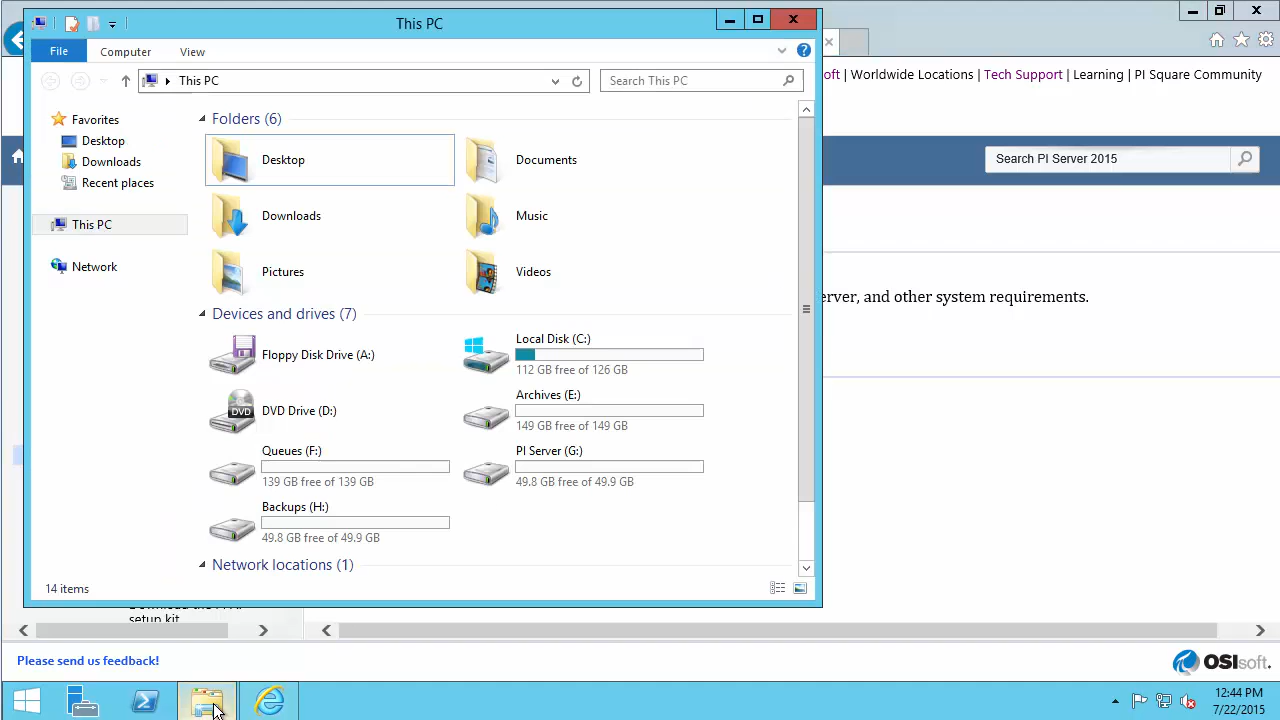 This PC
File
Computer
View
This PC
Search This PC
oft | Worldwide Locations | Tech Support | Learning | PI Square Community
Search PI Server 2015
Favorites
Desktop
Downloads
Recent places
This PC
Network
Folders (6)
Desktop
Documents
Downloads
Music
Pictures
Videos
Devices and drives (7)
Floppy Disk Drive (A:)
Local Disk (C:)
112 GB free of 126 GB
DVD
DVD Drive (D:)
Archives (E:)
149 GB free of 149 GB
Queues (F:)
139 GB free of 139 GB
PI Server (G:)
49.8 GB free of 49.9 GB
Backups (H:)
49.8 GB free of 49.9 GB
Network locations (1)
14 items
erver, and other system requirements.
setup kit
Please send us feedback!
OSIsoft.
12:44 PM
7/22/2015